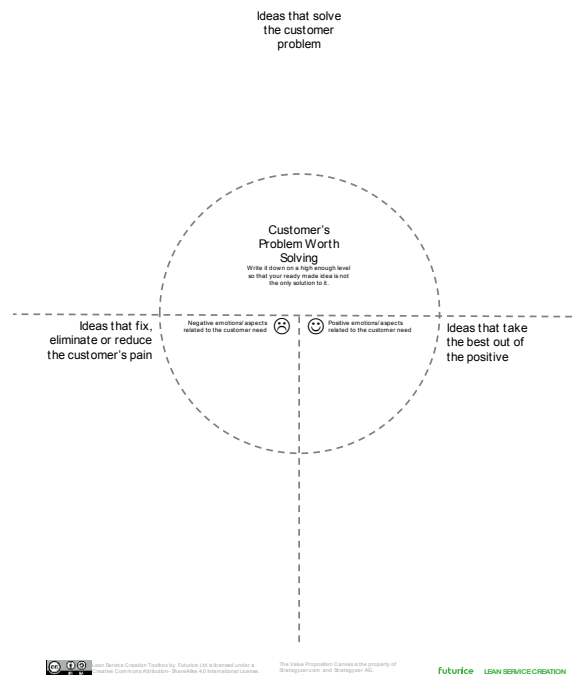 Ideas that solve
the customer
problem
Customer's
Problem Worth
Solving
Write it down on a high enough level
so that your ready made idea is not
the only solution to it.
Ideas that fix,
eliminate or reduce
the customer's pain
Negative emotions/aspects
related to the customer need
Positive emotions/aspects
related to the customer need
Ideas that take
the best out of
the positive
Lean Service Creation Toolbox by Futurice Ltd is licensed under a
Creative Commons Attribution- ShareAlike 4.0 International License.
The Value Proposition Canvas is the property of
Strategyzer.com and Strategyzer AG.
futurice
LEAN SERVICE CREATION